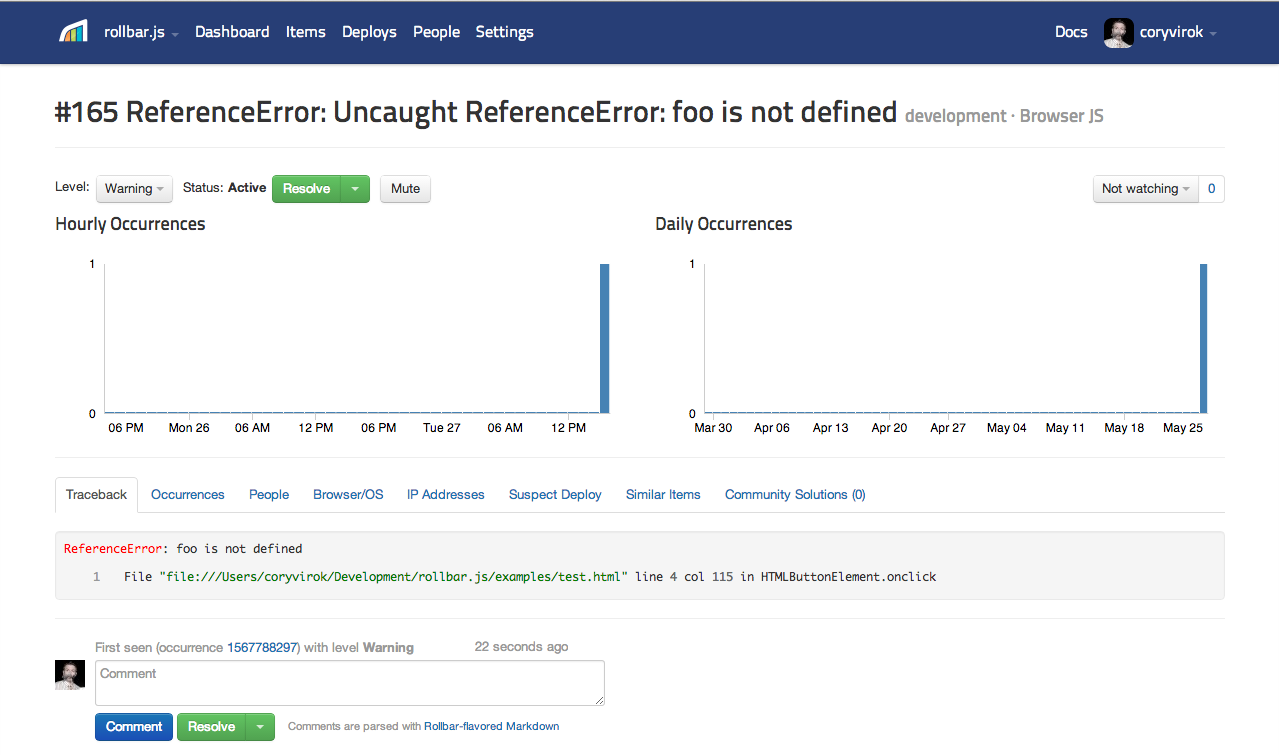 rollbar.js Dashboard Items Deploys People Settings Docs coryvirok
#165 ReferenceError: Uncaught ReferenceError: foo is not defined development · Browser JS
Level: Warning Status: Active Resolve Mute Not watching 0
Hourly Occurrences Daily Occurrences
1 1
0 0
06 PM Mon 26 06 AM 12 PM 06 PM Tue 27 06 AM 12 PM Mar 30 Apr 06 Apr 13 Apr 20 Apr 27 May 04 May 11 May 18 May 25
Traceback Occurrences People Browser/OS IP Addresses Suspect Deploy Similar Items Community Solutions (0)
ReferenceError: foo is not defined
1 File "file:///Users/coryvirok/Development/rollbar.js/examples/test.html" line 4 col 115 in HTMLButtonElement.onclick
First seen (occurrence 1567788297) with level Warning 22 seconds ago
Comment
Comment Resolve Comments are parsed with Rollbar-flavored Markdown